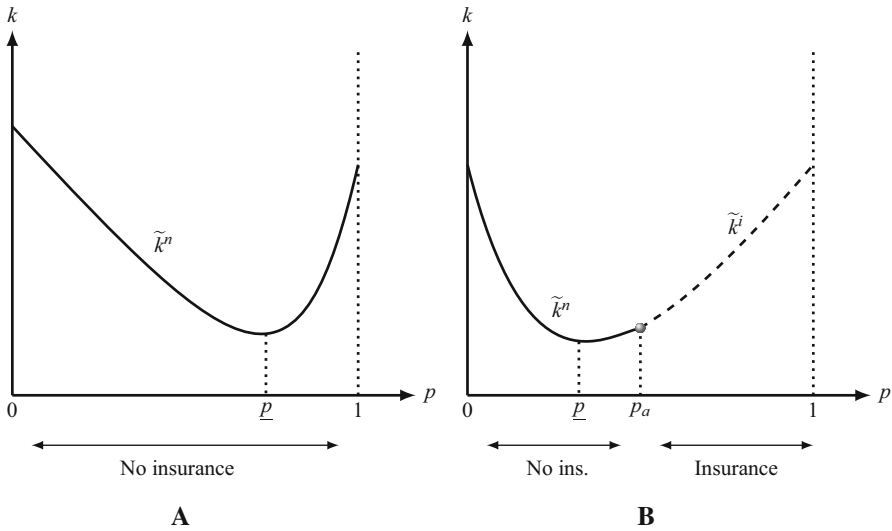 k
k̃ⁿ
0
p̲
1
p
No insurance
A
k
k̃ⁿ
k̃ⁱ
0
p̲
pₐ
1
p
No ins.
Insurance
B